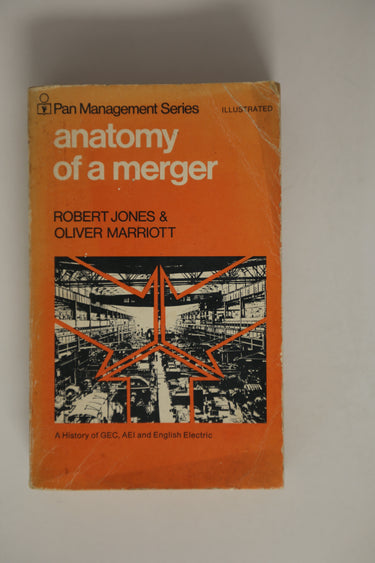 Pan Management Series
ILLUSTRATED
anatomy
of a merger
ROBERT JONES &
OLIVER MARRIOTT
A History of GEC, AEI and English Electric